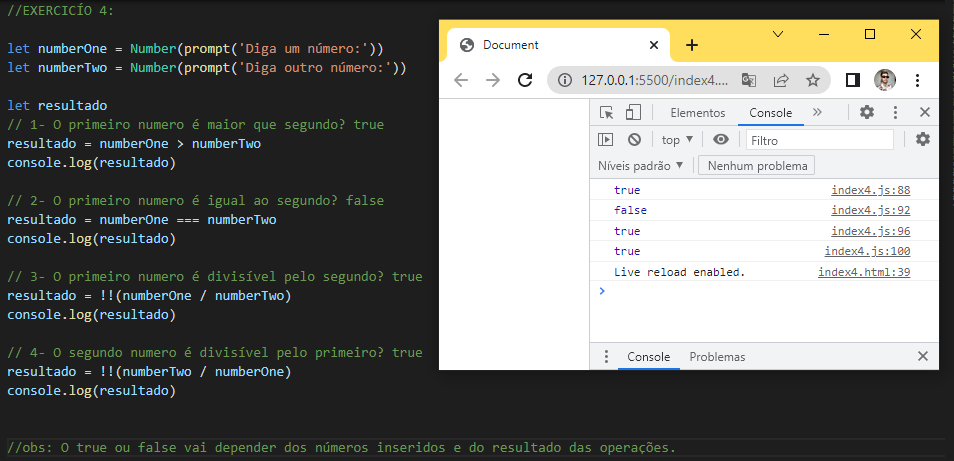 //EXERCICÍO 4:
let numberOne = Number(prompt('Diga um número:'))
let numberTwo = Number(prompt('Diga outro número:'))
let resultado
// 1- O primeiro numero é maior que segundo? true
resultado = numberOne > numberTwo
console.log(resultado)
// 2- O primeiro numero é igual ao segundo? false
resultado = numberOne === numberTwo
console.log(resultado)
// 3- O primeiro numero é divisível pelo segundo? true
resultado = !!(numberOne / numberTwo)
console.log(resultado)
// 4- O segundo numero é divisível pelo primeiro? true
resultado = !!(numberTwo / numberOne)
console.log(resultado)
//obs: O true ou false vai depender dos números inseridos e do resultado das operações.
Document
127.0.0.1:5500/index4....
Elementos Console
top Filtro
Níveis padrão Nenhum problema
true index4.js:88
false index4.js:92
true index4.js:96
true index4.js:100
Live reload enabled. index4.html:39
Console Problemas